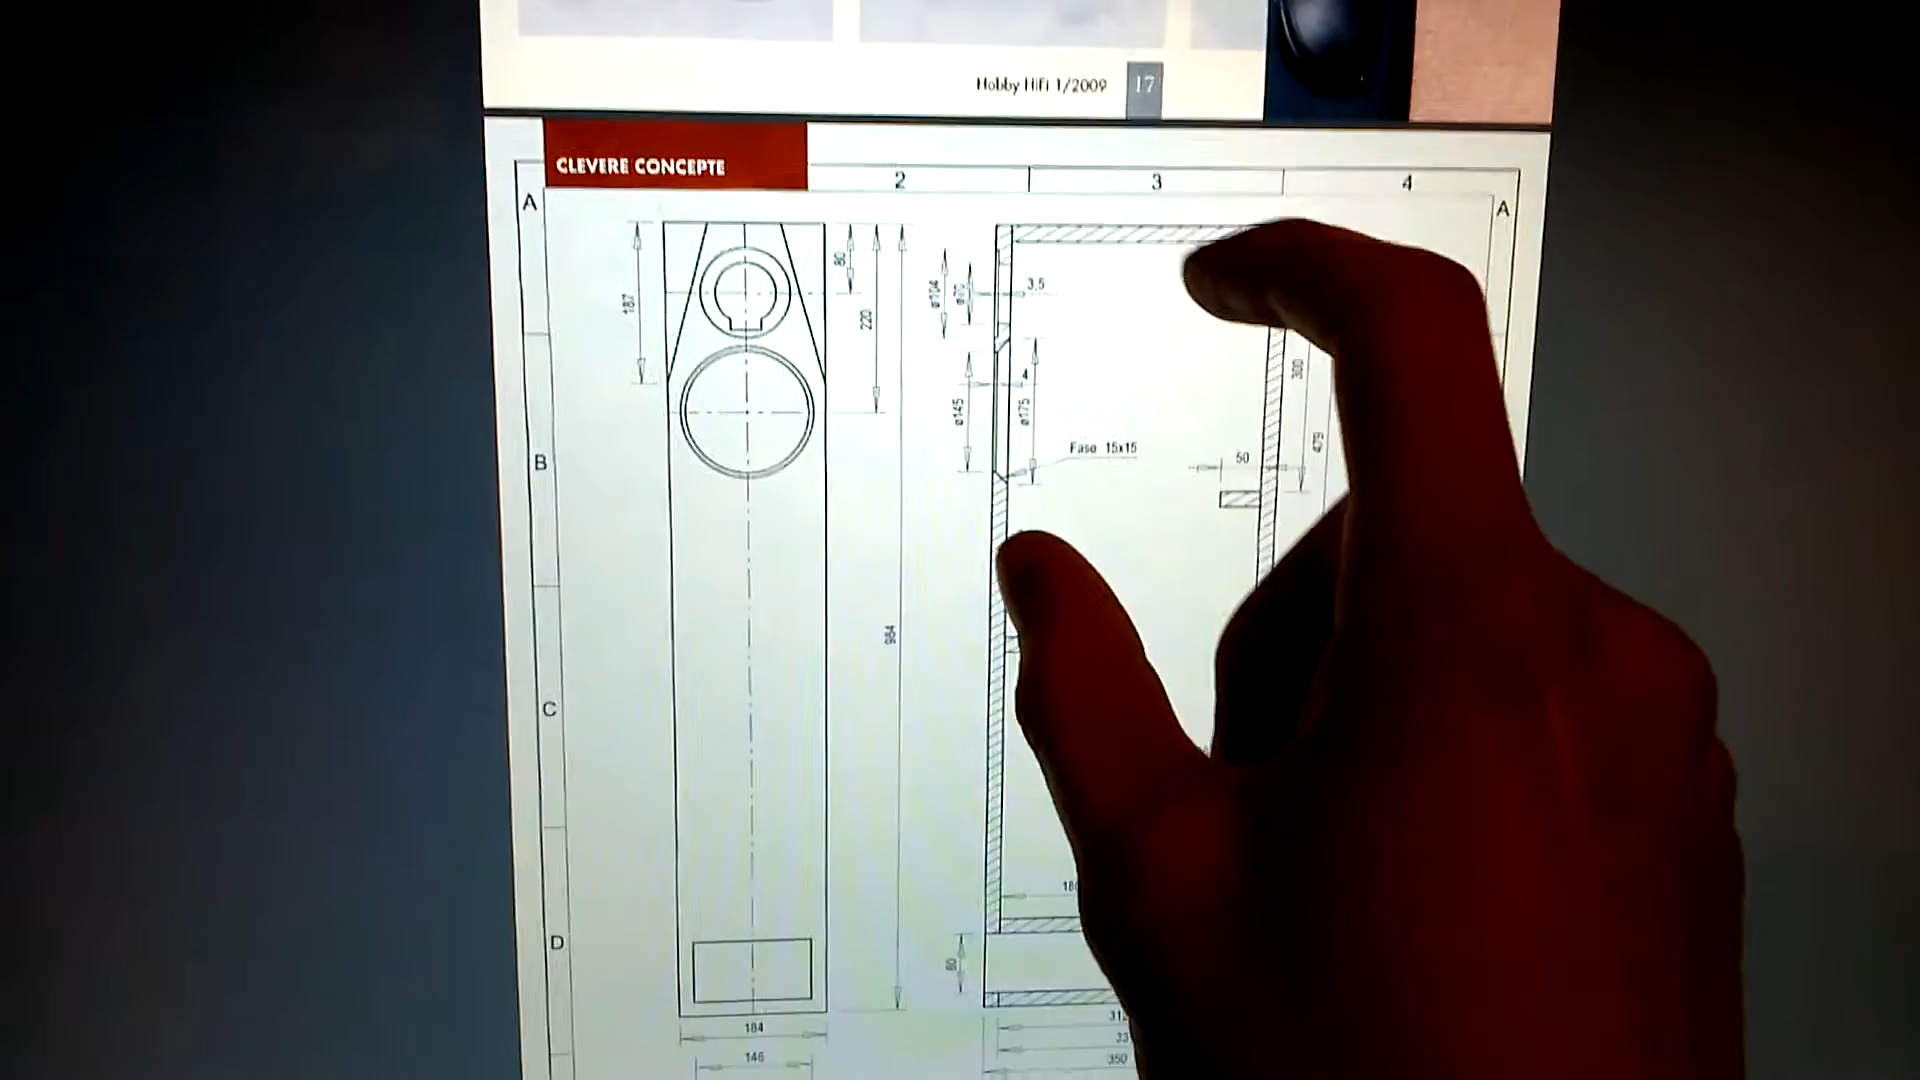 Hobby HiFi 1/2009 17
CLEVERE CONCEPTE
2 3 4
A A
187
80
220
984
ø104
ø70
3,5
4
ø145
ø175
Fase 15x15
50
300
479
B
C
D
80
184
146
350